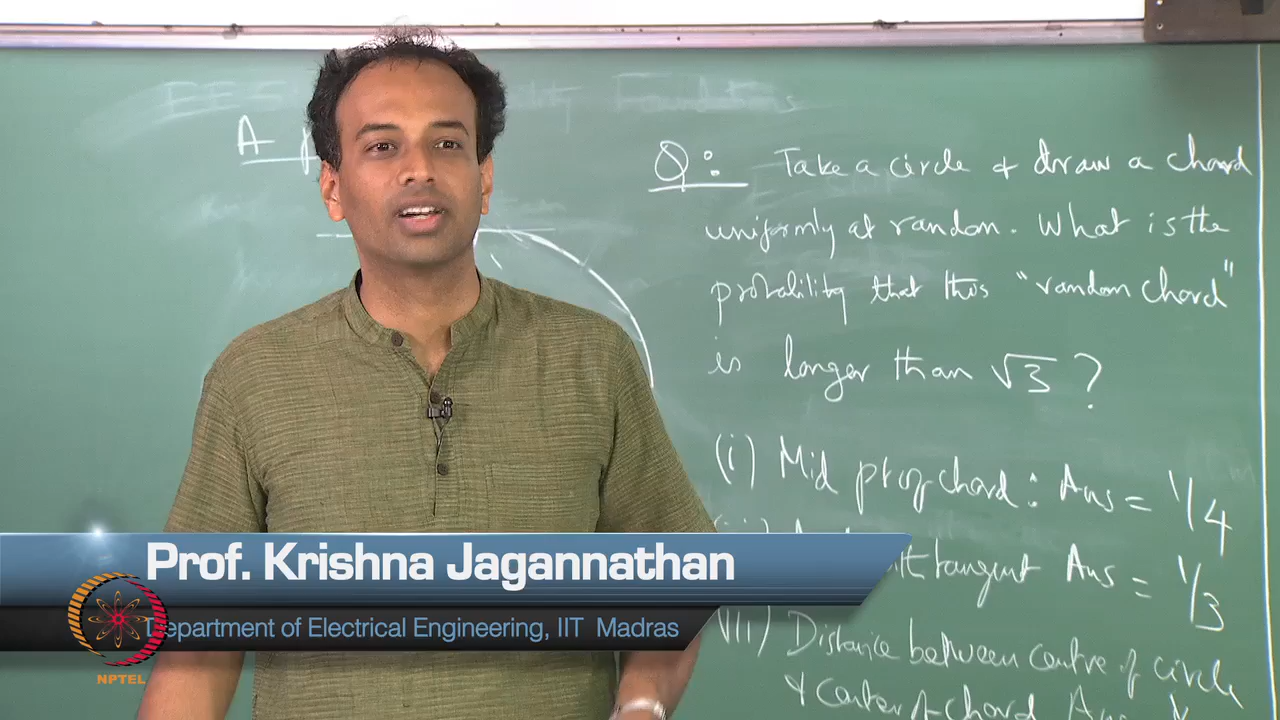 A
Q: Take a circle & draw a chord
uniformly at random. What is the
probability that this "random chord"
is longer than √3?
(i) Mid pt of chord: Ans = 1/4
tangent Ans = 1/3
(iii) Distance between centre of circle
& center of chord Ans
Prof. Krishna Jagannathan
Department of Electrical Engineering, IIT Madras
NPTEL